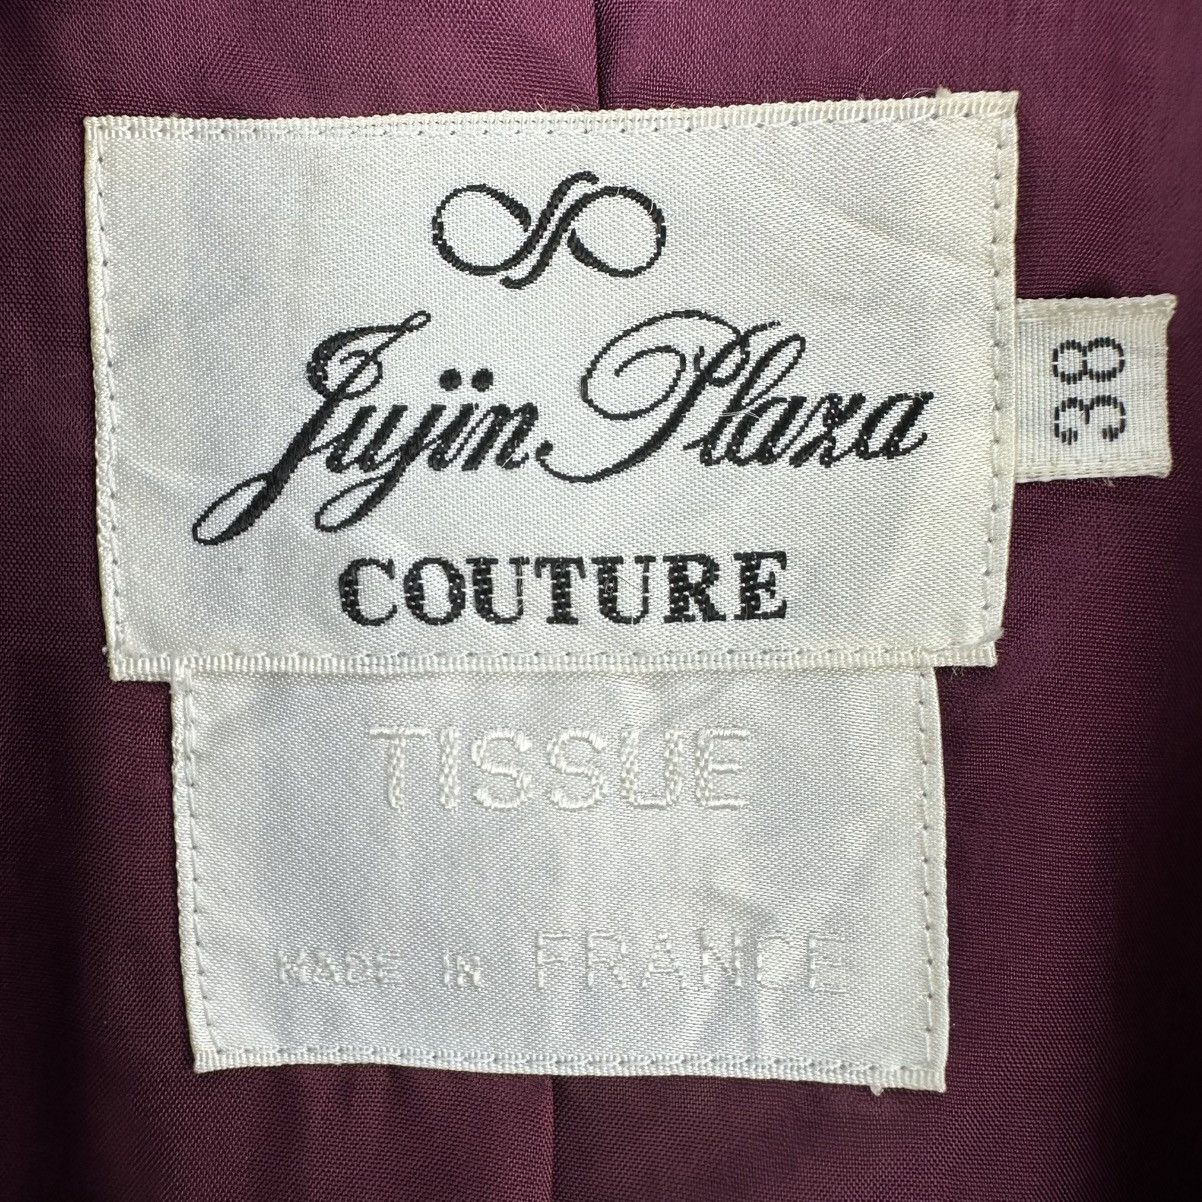 Jujin Plaza
COUTURE
38
TISSUE
MADE IN FRANCE